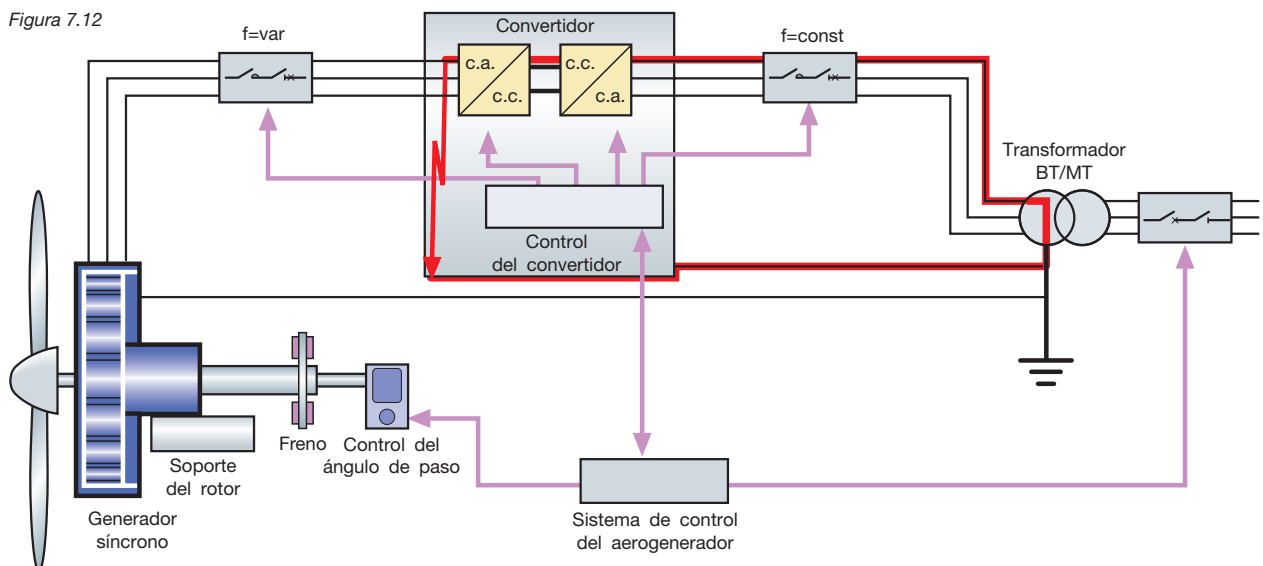 Figura 7.12
f=var
Convertidor
f=const
c.a.
c.c.
c.c.
c.a.
Transformador
BT/MT
Control
del convertidor
Freno
Control del
ángulo de paso
Soporte
del rotor
Generador
síncrono
Sistema de control
del aerogenerador